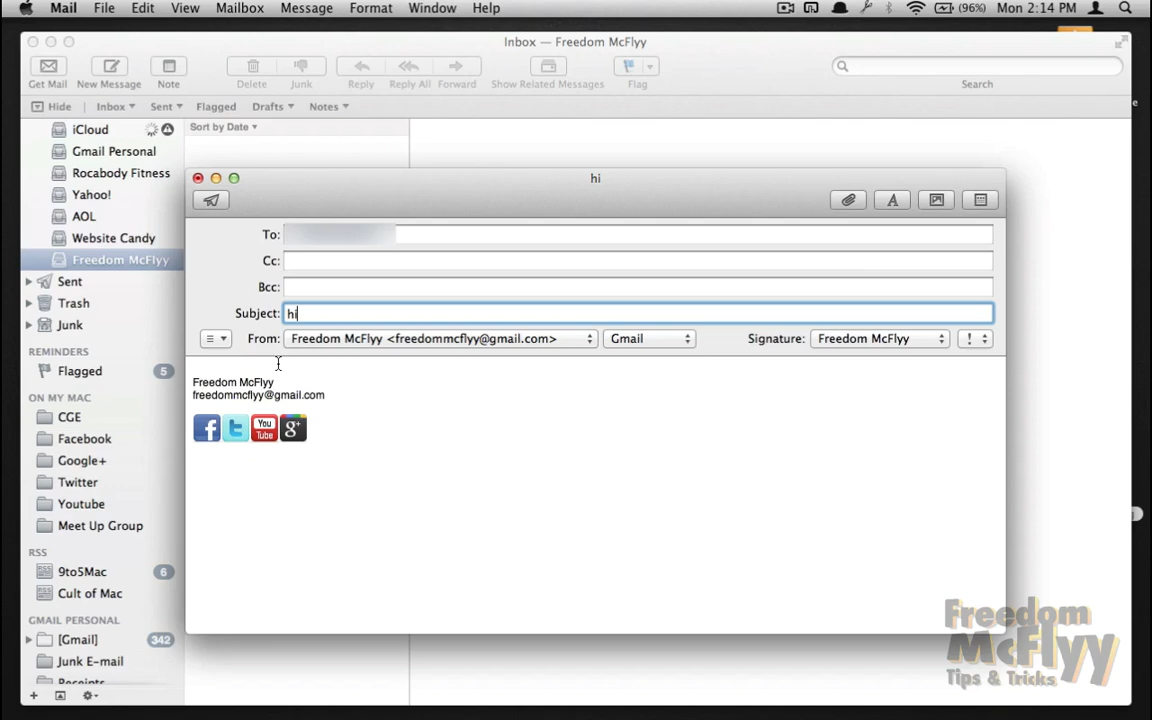 Mail File Edit View Mailbox Message Format Window Help (96%) Mon 2:14 PM
Inbox — Freedom McFlyy
Get Mail New Message Note Delete Junk Reply Reply All Forward Show Related Messages Flag Search
Hide Inbox Sent Flagged Drafts Notes
iCloud
Gmail Personal
Rocabody Fitness
Yahoo!
AOL
Website Candy
Freedom McFlyy
Sent
Trash
Junk
REMINDERS
Flagged 5
ON MY MAC
CGE
Facebook
Google+
Twitter
Youtube
Meet Up Group
RSS
9to5Mac 6
Cult of Mac
GMAIL PERSONAL
[Gmail] 342
Junk E-mail
Receipts
Sort by Date
hi
To:
Cc:
Bcc:
Subject: hi
From: Freedom McFlyy <freedommcflyy@gmail.com> Gmail Signature: Freedom McFlyy !
Freedom McFlyy
freedommcflyy@gmail.com
f t You Tube g+
Freedom
McFlyy
Tips & Tricks